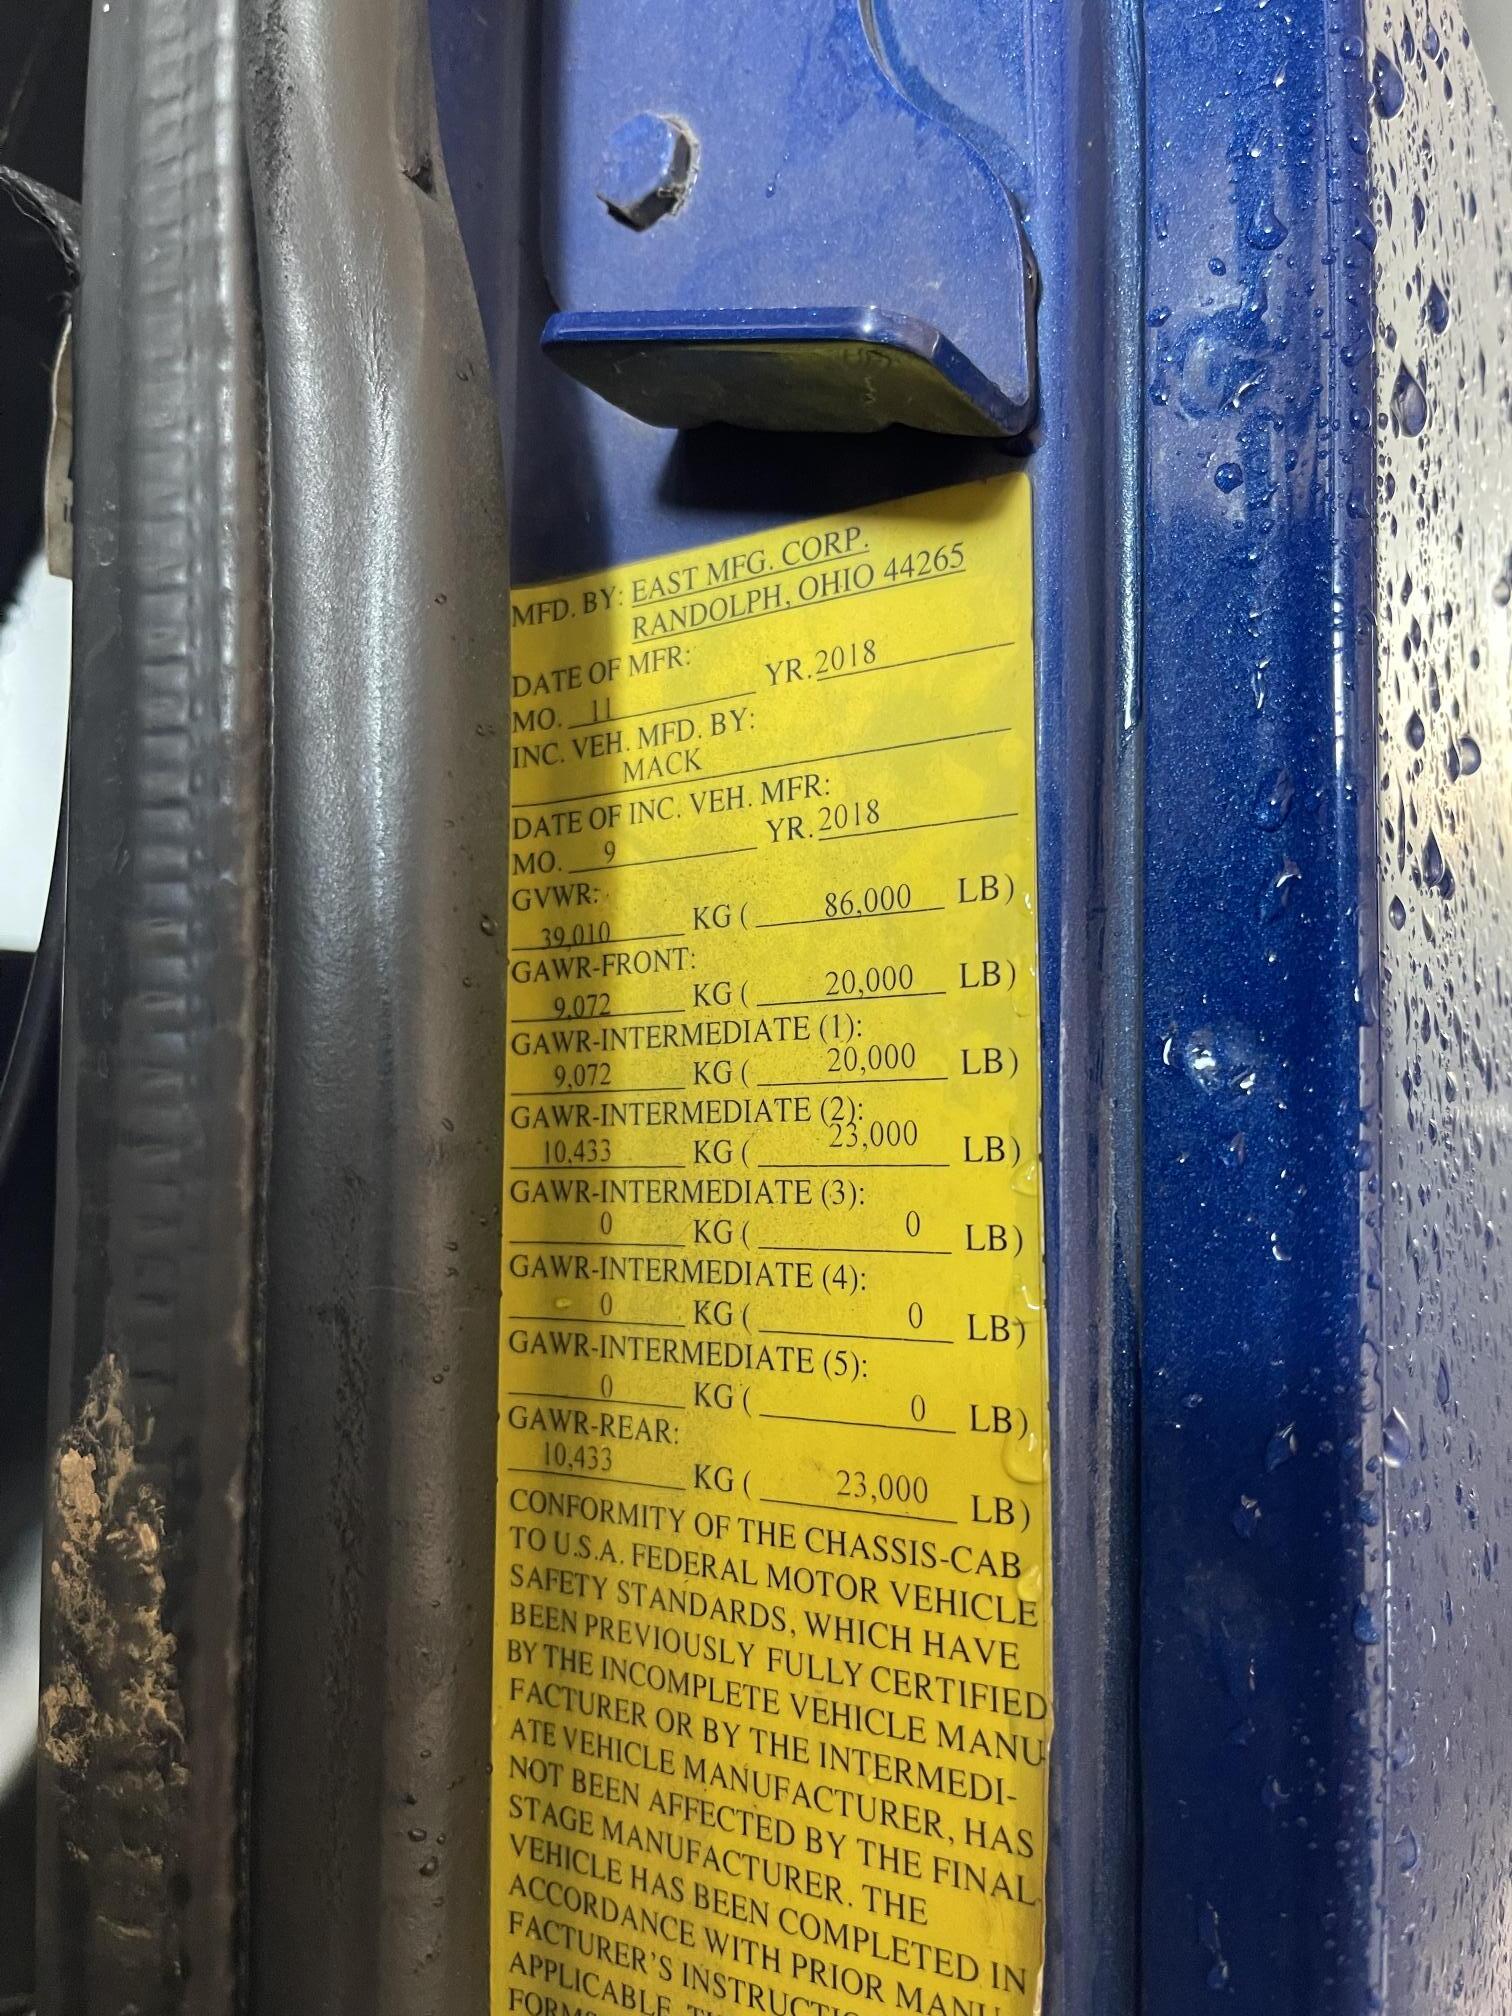 MFD. BY: EAST MFG. CORP.
RANDOLPH, OHIO 44265
DATE OF MFR:
MO. 11 YR. 2018
INC. VEH. MFD. BY:
MACK
DATE OF INC. VEH. MFR:
MO. 9 YR. 2018
GVWR:
39,010 KG ( 86,000 LB)
GAWR-FRONT:
9,072 KG ( 20,000 LB)
GAWR-INTERMEDIATE (1):
9,072 KG ( 20,000 LB)
GAWR-INTERMEDIATE (2):
10,433 KG ( 23,000 LB)
GAWR-INTERMEDIATE (3):
0 KG ( 0 LB)
GAWR-INTERMEDIATE (4):
0 KG ( 0 LB)
GAWR-INTERMEDIATE (5):
0 KG ( 0 LB)
GAWR-REAR:
10,433 KG ( 23,000 LB)
CONFORMITY OF THE CHASSIS-CAB
TO U.S.A. FEDERAL MOTOR VEHICLE
SAFETY STANDARDS, WHICH HAVE
BEEN PREVIOUSLY FULLY CERTIFIED
BY THE INCOMPLETE VEHICLE MANU-
FACTURER OR BY THE INTERMEDI-
ATE VEHICLE MANUFACTURER, HAS
NOT BEEN AFFECTED BY THE FINAL
STAGE MANUFACTURER. THE
VEHICLE HAS BEEN COMPLETED IN
ACCORDANCE WITH PRIOR MANU
FACTURER'S
APPLICABLE